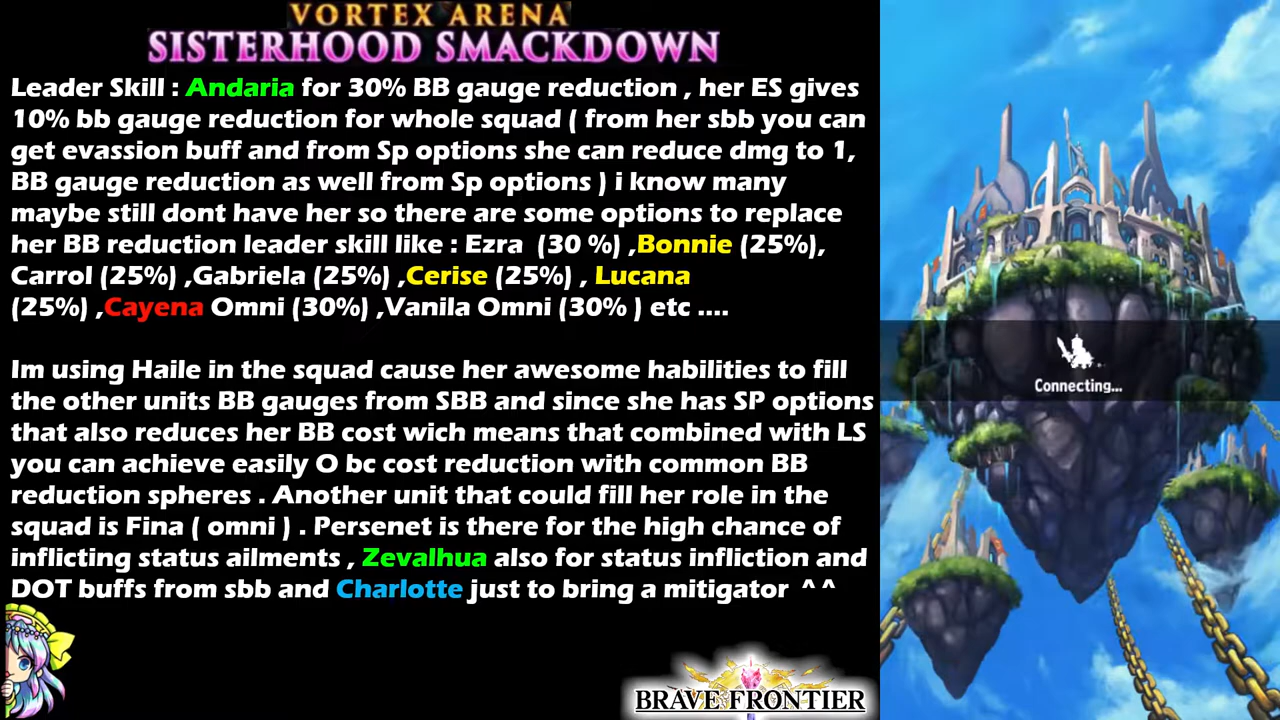 VORTEX ARENA
SISTERHOOD SMACKDOWN
Leader Skill : Andaria for 30% BB gauge reduction , her ES gives
10% bb gauge reduction for whole squad ( from her sbb you can
get evassion buff and from Sp options she can reduce dmg to 1,
BB gauge reduction as well from Sp options ) i know many
maybe still dont have her so there are some options to replace
her BB reduction leader skill like : Ezra (30 %) ,Bonnie (25%),
Carrol (25%) ,Gabriela (25%) ,Cerise (25%) , Lucana
(25%) ,Cayena Omni (30%) ,Vanila Omni (30% ) etc ....
Im using Haile in the squad cause her awesome habilities to fill
the other units BB gauges from SBB and since she has SP options
that also reduces her BB cost wich means that combined with LS
you can achieve easily O bc cost reduction with common BB
reduction spheres . Another unit that could fill her role in the
squad is Fina ( omni ) . Persenet is there for the high chance of
inflicting status ailments , Zevalhua also for status infliction and
DOT buffs from sbb and Charlotte just to bring a mitigator ^ ^
BRAVE FRONTIER
Connecting...